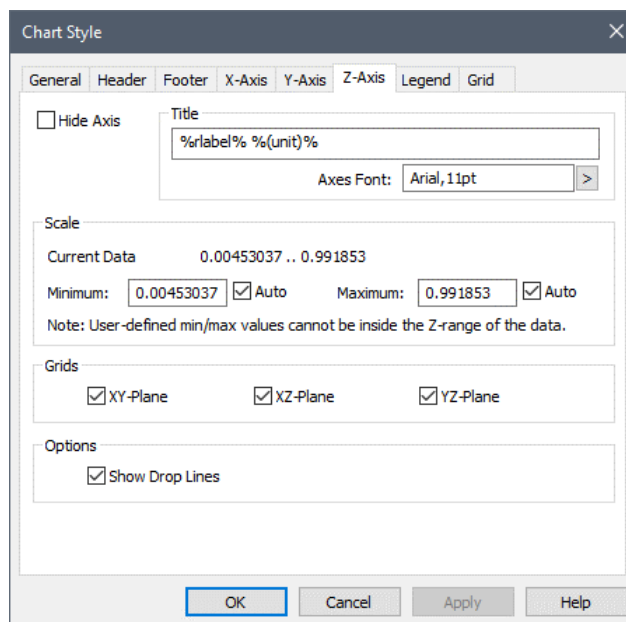 Chart Style
General Header Footer X-Axis Y-Axis Z-Axis Legend Grid
Hide Axis
Title
%rlabel% %(unit)%
Axes Font: Arial,11pt >
Scale
Current Data 0.00453037 .. 0.991853
Minimum: 0.00453037 Auto Maximum: 0.991853 Auto
Note: User-defined min/max values cannot be inside the Z-range of the data.
Grids
XY-Plane XZ-Plane YZ-Plane
Options
Show Drop Lines
OK Cancel Apply Help